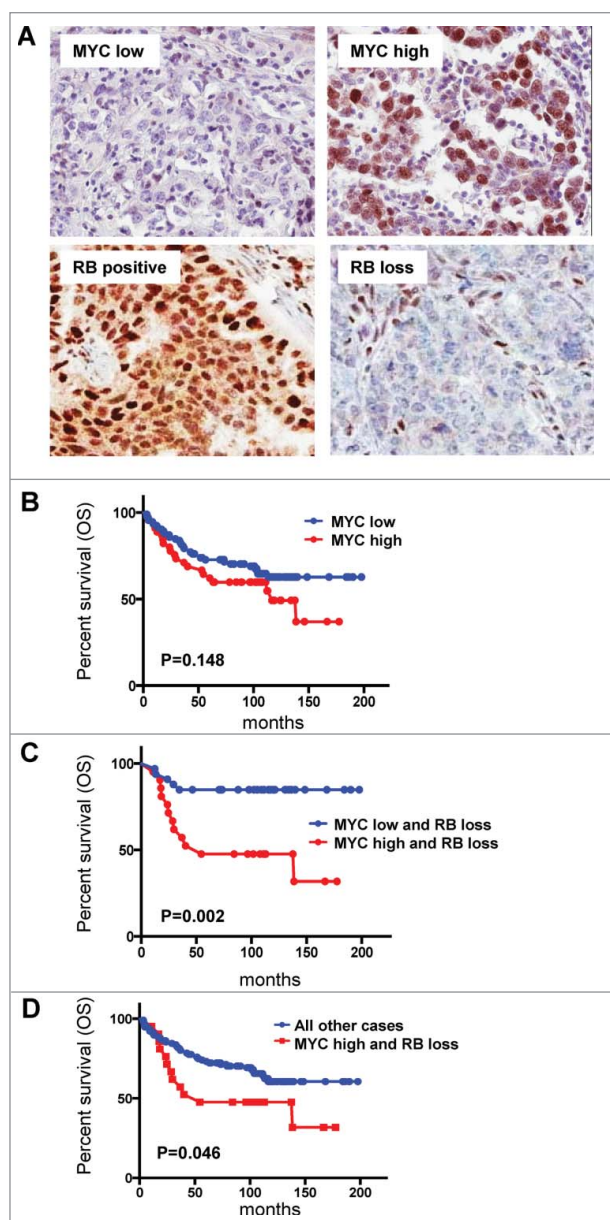 A
MYC low
MYC high
RB positive
RB loss
B
Percent survival (OS)
100
50
0
MYC low
MYC high
P=0.148
0 50 100 150 200
months
C
Percent survival (OS)
100
50
0
MYC low and RB loss
MYC high and RB loss
P=0.002
0 50 100 150 200
months
D
Percent survival (OS)
100
50
0
All other cases
MYC high and RB loss
P=0.046
0 50 100 150 200
months